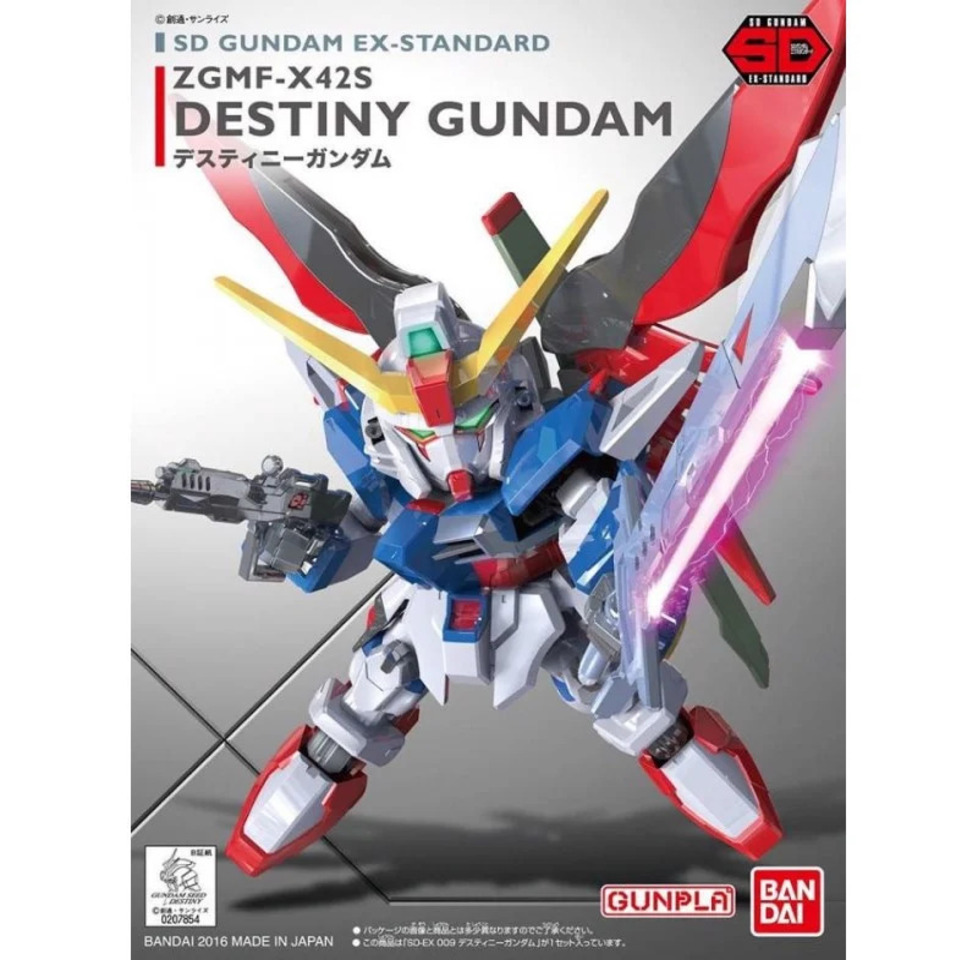 ©創通・サンライズ
SD GUNDAM EX-STANDARD
ZGMF-X42S
DESTINY GUNDAM
デスティニーガンダム
SD GUNDAM
SD
EX-STANDARD
B証紙
GUNDAM SEED
DESTINY
©創通・サンライズ
0207854
BANDAI 2016 MADE IN JAPAN
GUNPLA
BAN
DAI
●パッケージの画像と商品とは多少異なりますのでご了承ください。
●この商品は「SD-EX 009 デスティニーガンダム」が1セット入っています。